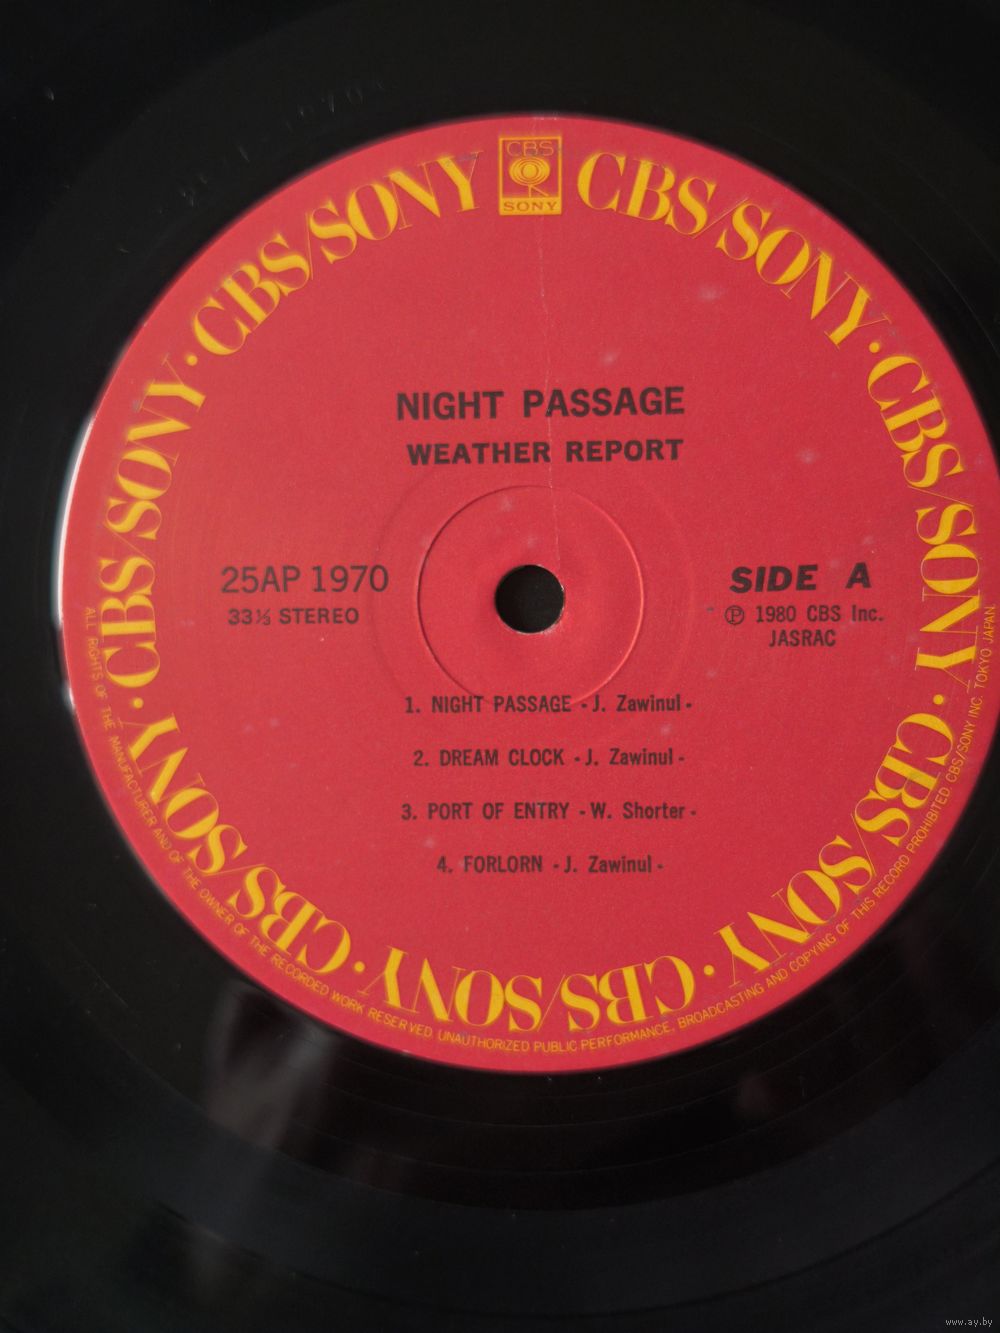 CBS
SONY
CBS/SONY · CBS/SONY · CBS/SONY · CBS/SONY · CBS/SONY · CBS/SONY · CBS/SONY · CBS/SONY
NIGHT PASSAGE
WEATHER REPORT
25AP 1970
33⅓ STEREO
SIDE A
Ⓟ 1980 CBS Inc.
JASRAC
1. NIGHT PASSAGE - J. Zawinul -
2. DREAM CLOCK - J. Zawinul -
3. PORT OF ENTRY - W. Shorter -
4. FORLORN - J. Zawinul -
ALL RIGHTS OF THE MANUFACTURER AND OF THE OWNER OF THE RECORDED WORK RESERVED. UNAUTHORIZED PUBLIC PERFORMANCE, BROADCASTING AND COPYING OF THIS RECORD PROHIBITED. CBS/SONY INC. TOKYO JAPAN.
www.ay.by